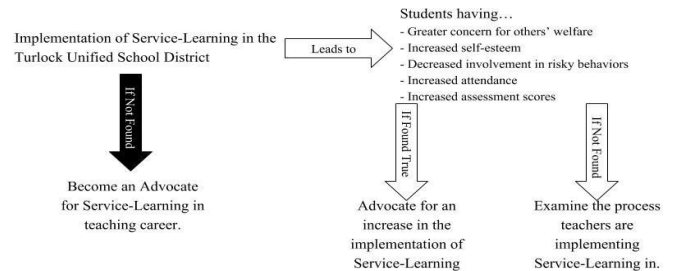 Students having…
- Greater concern for others' welfare
- Increased self-esteem
- Decreased involvement in risky behaviors
- Increased attendance
- Increased assessment scores
Implementation of Service-Learning in the
Turlock Unified School District
Leads to
If Not Found
If Found True
If Not Found
Become an Advocate
for Service-Learning in
teaching career.
Advocate for an
increase in the
implementation of
Service-Learning
Examine the process
teachers are
implementing
Service-Learning in.